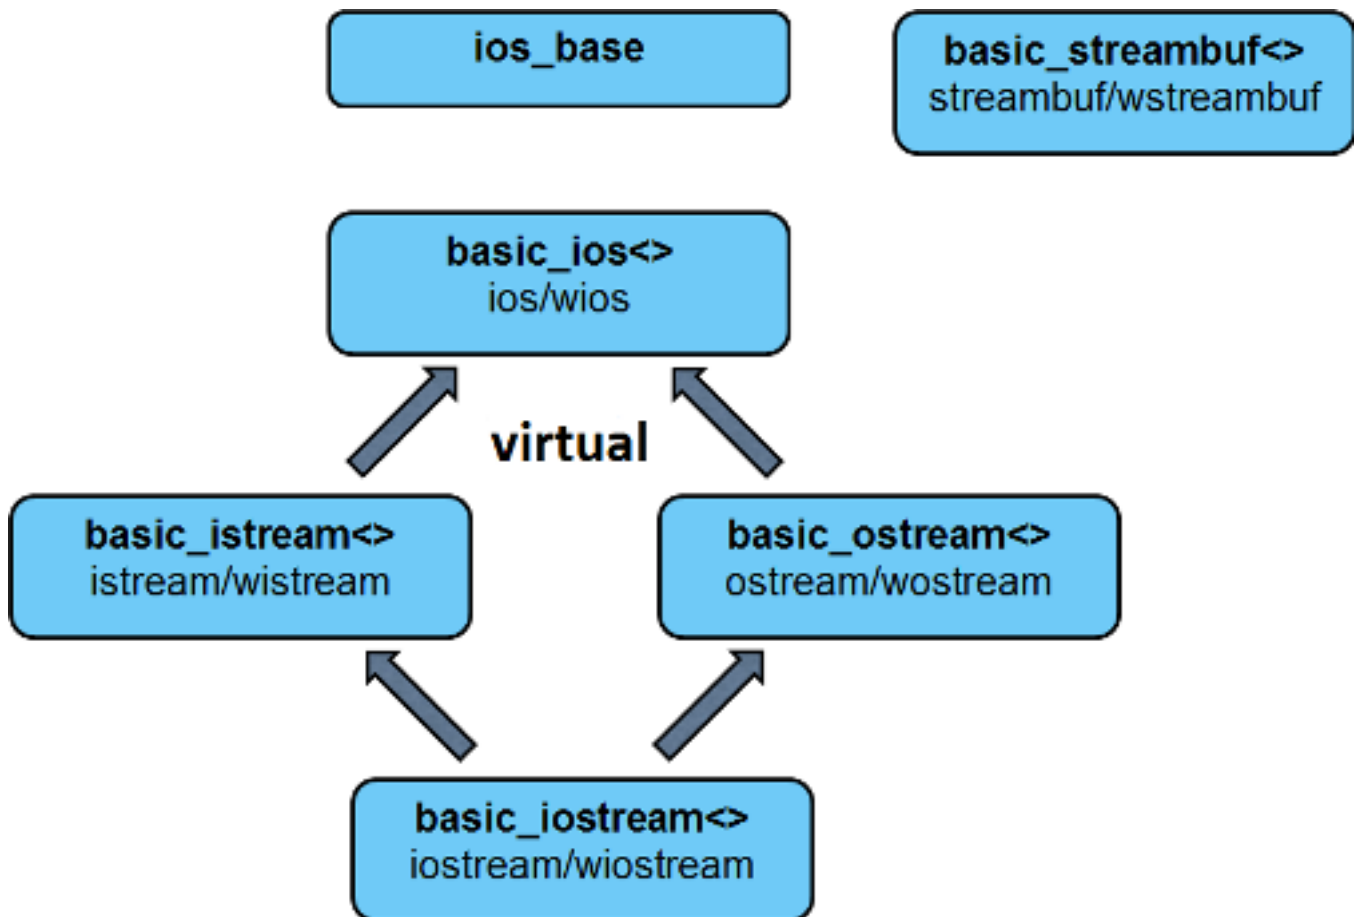 ios_base
basic_streambuf<>
streambuf/wstreambuf
basic_ios<>
ios/wios
virtual
basic_istream<>
istream/wistream
basic_ostream<>
ostream/wostream
basic_iostream<>
iostream/wiostream